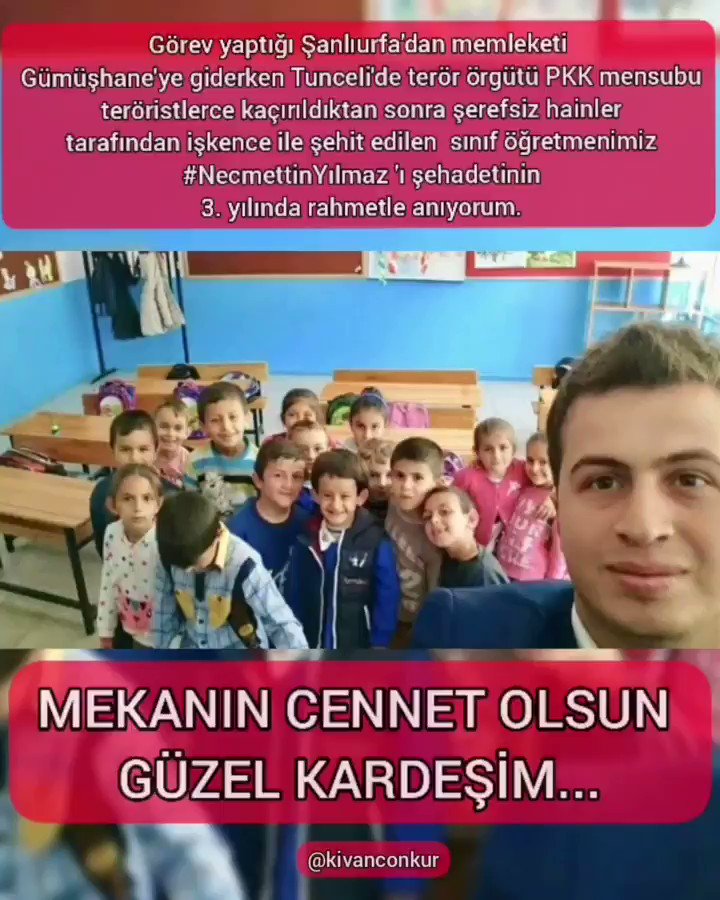 Görev yaptığı Şanlıurfa'dan memleketi
Gümüşhane'ye giderken Tunceli'de terör örgütü PKK mensubu
teröristlerce kaçırıldıktan sonra şerefsiz hainler
tarafından işkence ile şehit edilen sınıf öğretmenimiz
#NecmettinYılmaz 'ı şehadetinin
3. yılında rahmetle anıyorum.
MEKANIN CENNET OLSUN
GÜZEL KARDEŞİM...
@kivanconkur